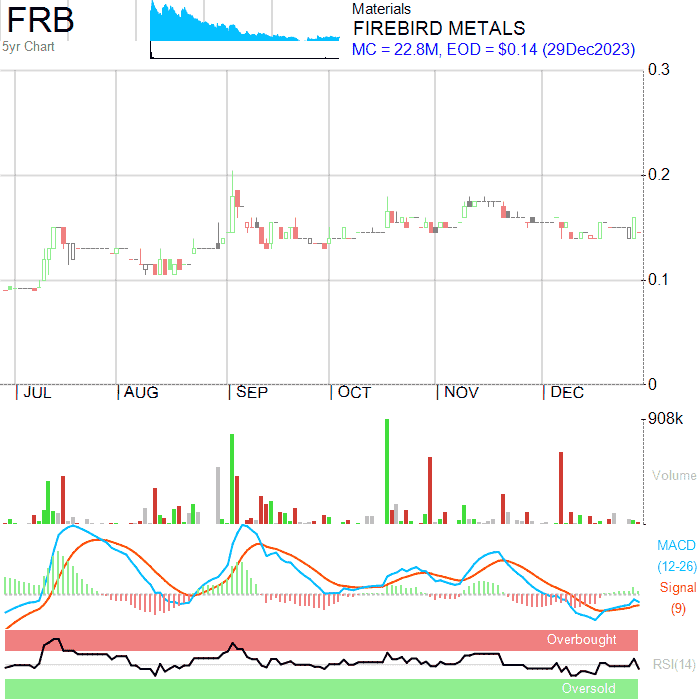 FRB
5yr Chart
Materials
FIREBIRD METALS
MC = 22.8M, EOD = $0.14 (29Dec2023)
0.3
0.2
0.1
0
JUL AUG SEP OCT NOV DEC
908k
Volume
MACD
(12-26)
Signal
(9)
Overbought
RSI(14)
Oversold